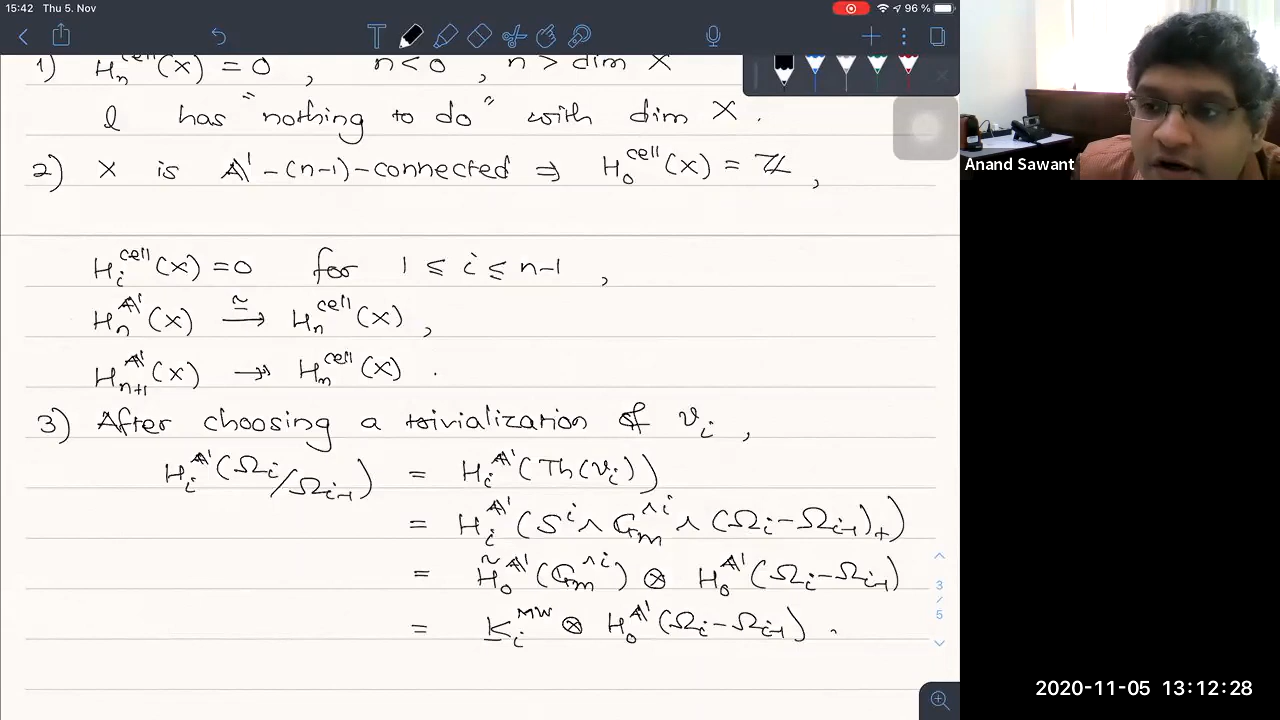 15:42 Thu 5. Nov
96 %
1) H_n^{cell}(X) = 0 , n < 0 , n > dim X
I has "nothing to do" with dim X .
2) X is 𝔸¹-(n-1)-connected ⇒ H_0^{cell}(X) = ℤ ,
Anand Sawant
H_i^{cell}(X) = 0 for 1 ≤ i ≤ n-1 ,
H_n^{𝔸¹}(X) ≃→ H_n^{cell}(X) ,
H_{n+1}^{𝔸¹}(X) ↠ H_n^{cell}(X) .
3) After choosing a trivialization of ν_i ,
H_i^{𝔸¹}(Ω_i/Ω_{i-1}) = H_i^{𝔸¹}(Th(ν_i))
= H_i^{𝔸¹}(S^i ∧ G_m^{∧i} ∧ (Ω_i - Ω_{i-1})_+)
= H̃_0^{𝔸¹}(G_m^{∧i}) ⊗ H_0^{𝔸¹}(Ω_i - Ω_{i-1})
= K_i^{MW} ⊗ H_0^{𝔸¹}(Ω_i - Ω_{i-1}) .
3
/
5
2020-11-05 13:12:28